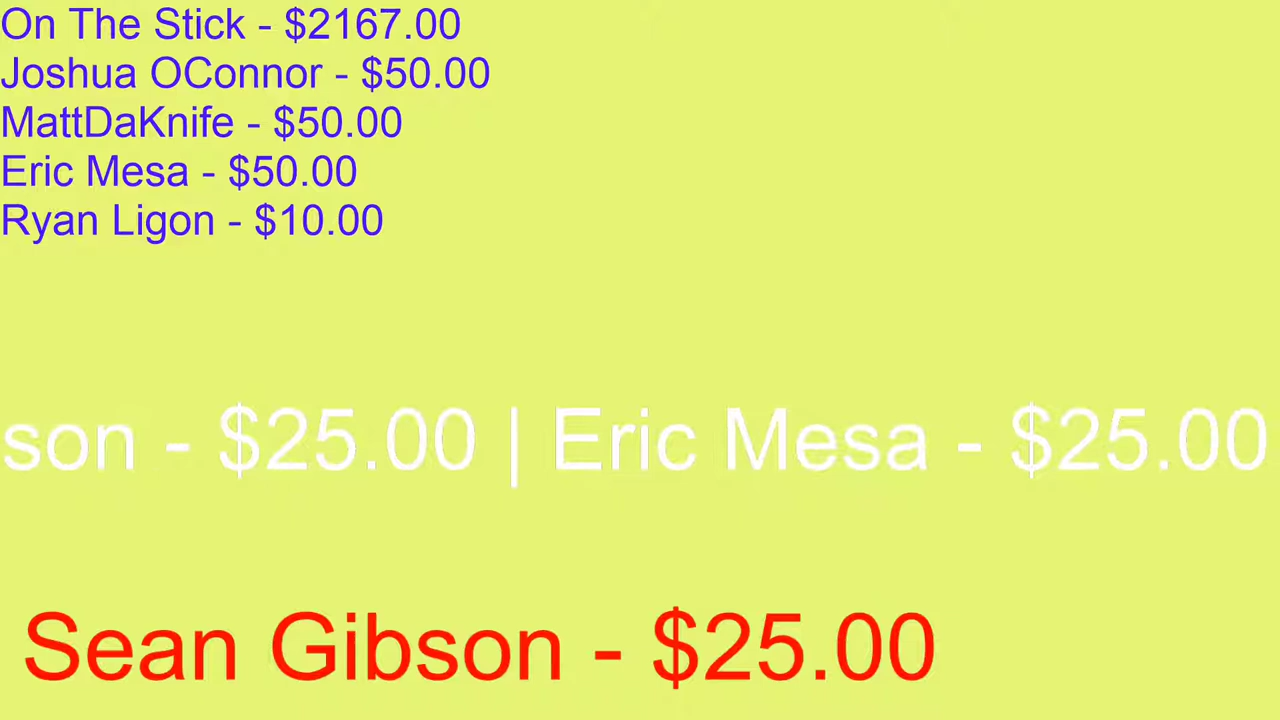 On The Stick - $2167.00
Joshua OConnor - $50.00
MattDaKnife - $50.00
Eric Mesa - $50.00
Ryan Ligon - $10.00
son - $25.00 | Eric Mesa - $25.00
Sean Gibson - $25.00